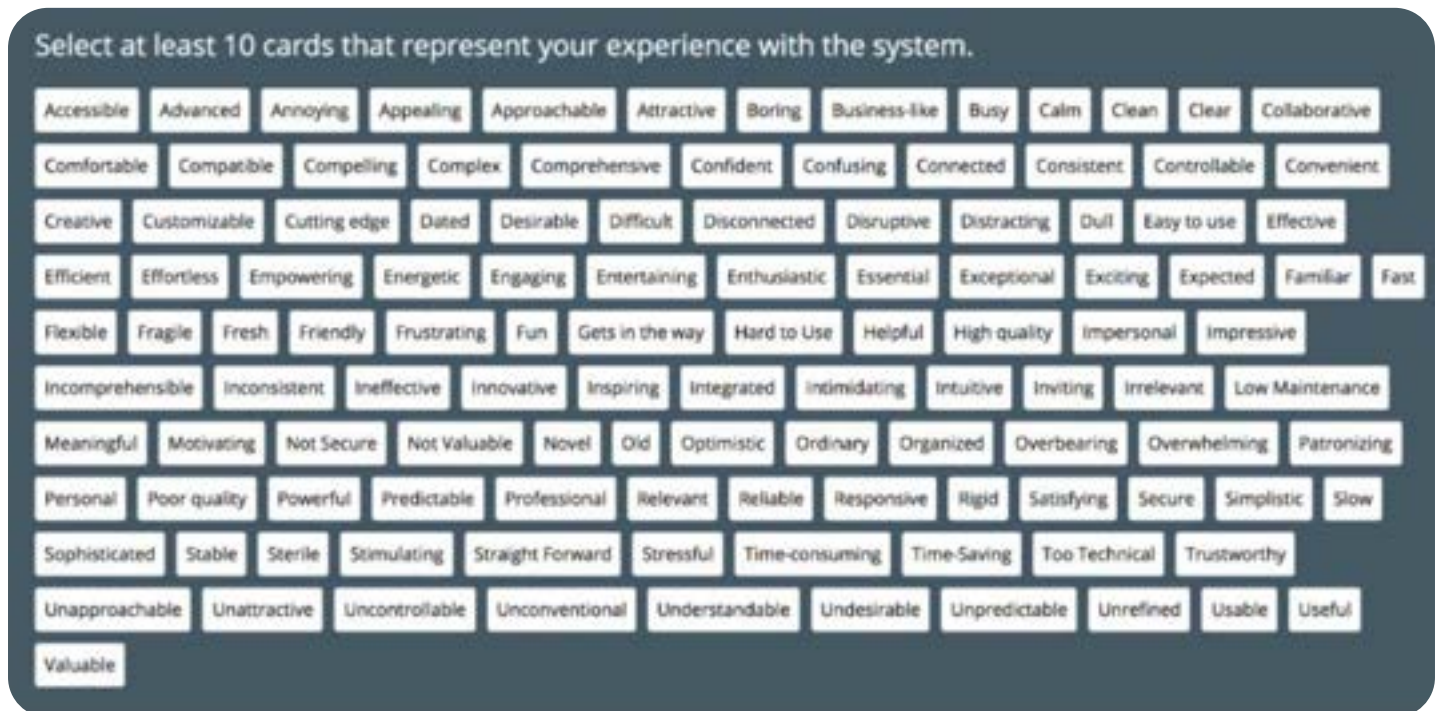 Select at least 10 cards that represent your experience with the system.
Accessible Advanced Annoying Appealing Approachable Attractive Boring Business-like Busy Calm Clean Clear Collaborative
Comfortable Compatible Compelling Complex Comprehensive Confident Confusing Connected Consistent Controllable Convenient
Creative Customizable Cutting edge Dated Desirable Difficult Disconnected Disruptive Distracting Dull Easy to use Effective
Efficient Effortless Empowering Energetic Engaging Entertaining Enthusiastic Essential Exceptional Exciting Expected Familiar Fast
Flexible Fragile Fresh Friendly Frustrating Fun Gets in the way Hard to Use Helpful High quality Impersonal Impressive
Incomprehensible Inconsistent Ineffective Innovative Inspiring Integrated Intimidating Intuitive Inviting Irrelevant Low Maintenance
Meaningful Motivating Not Secure Not Valuable Novel Old Optimistic Ordinary Organized Overbearing Overwhelming Patronizing
Personal Poor quality Powerful Predictable Professional Relevant Reliable Responsive Rigid Satisfying Secure Simplistic Slow
Sophisticated Stable Sterile Stimulating Straight Forward Stressful Time-consuming Time-Saving Too Technical Trustworthy
Unapproachable Unattractive Uncontrollable Unconventional Understandable Undesirable Unpredictable Unrefined Usable Useful
Valuable